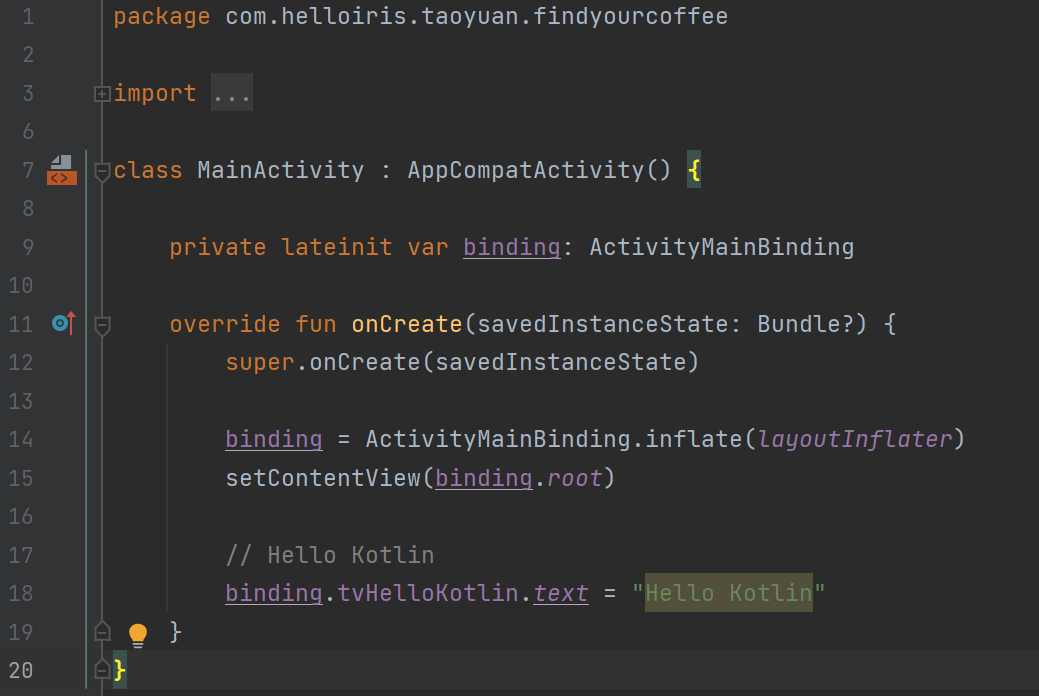 1 package com.helloiris.taoyuan.findyourcoffee
2
3 import ...
6
7 class MainActivity : AppCompatActivity() {
8
9     private lateinit var binding: ActivityMainBinding
10
11     override fun onCreate(savedInstanceState: Bundle?) {
12         super.onCreate(savedInstanceState)
13
14         binding = ActivityMainBinding.inflate(layoutInflater)
15         setContentView(binding.root)
16
17         // Hello Kotlin
18         binding.tvHelloKotlin.text = "Hello Kotlin"
19     }
20 }